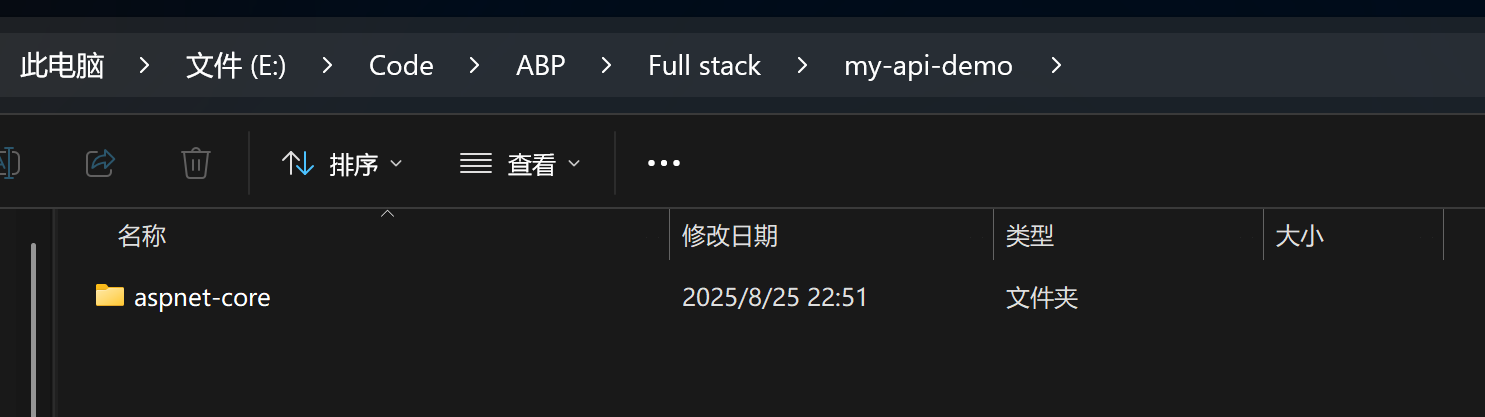 此电脑 > 文件 (E:) > Code > ABP > Full stack > my-api-demo >
排序 查看
名称 修改日期 类型 大小
aspnet-core 2025/8/25 22:51 文件夹